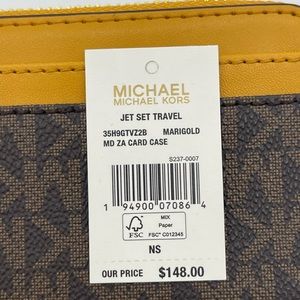 MICHAEL
MICHAEL KORS
JET SET TRAVEL
35H9GTVZ2B MARIGOLD
MD ZA CARD CASE
S237-0007
1 94900 07086 4
FSC
MIX
Paper
FSC® C012345
NS
OUR PRICE $148.00